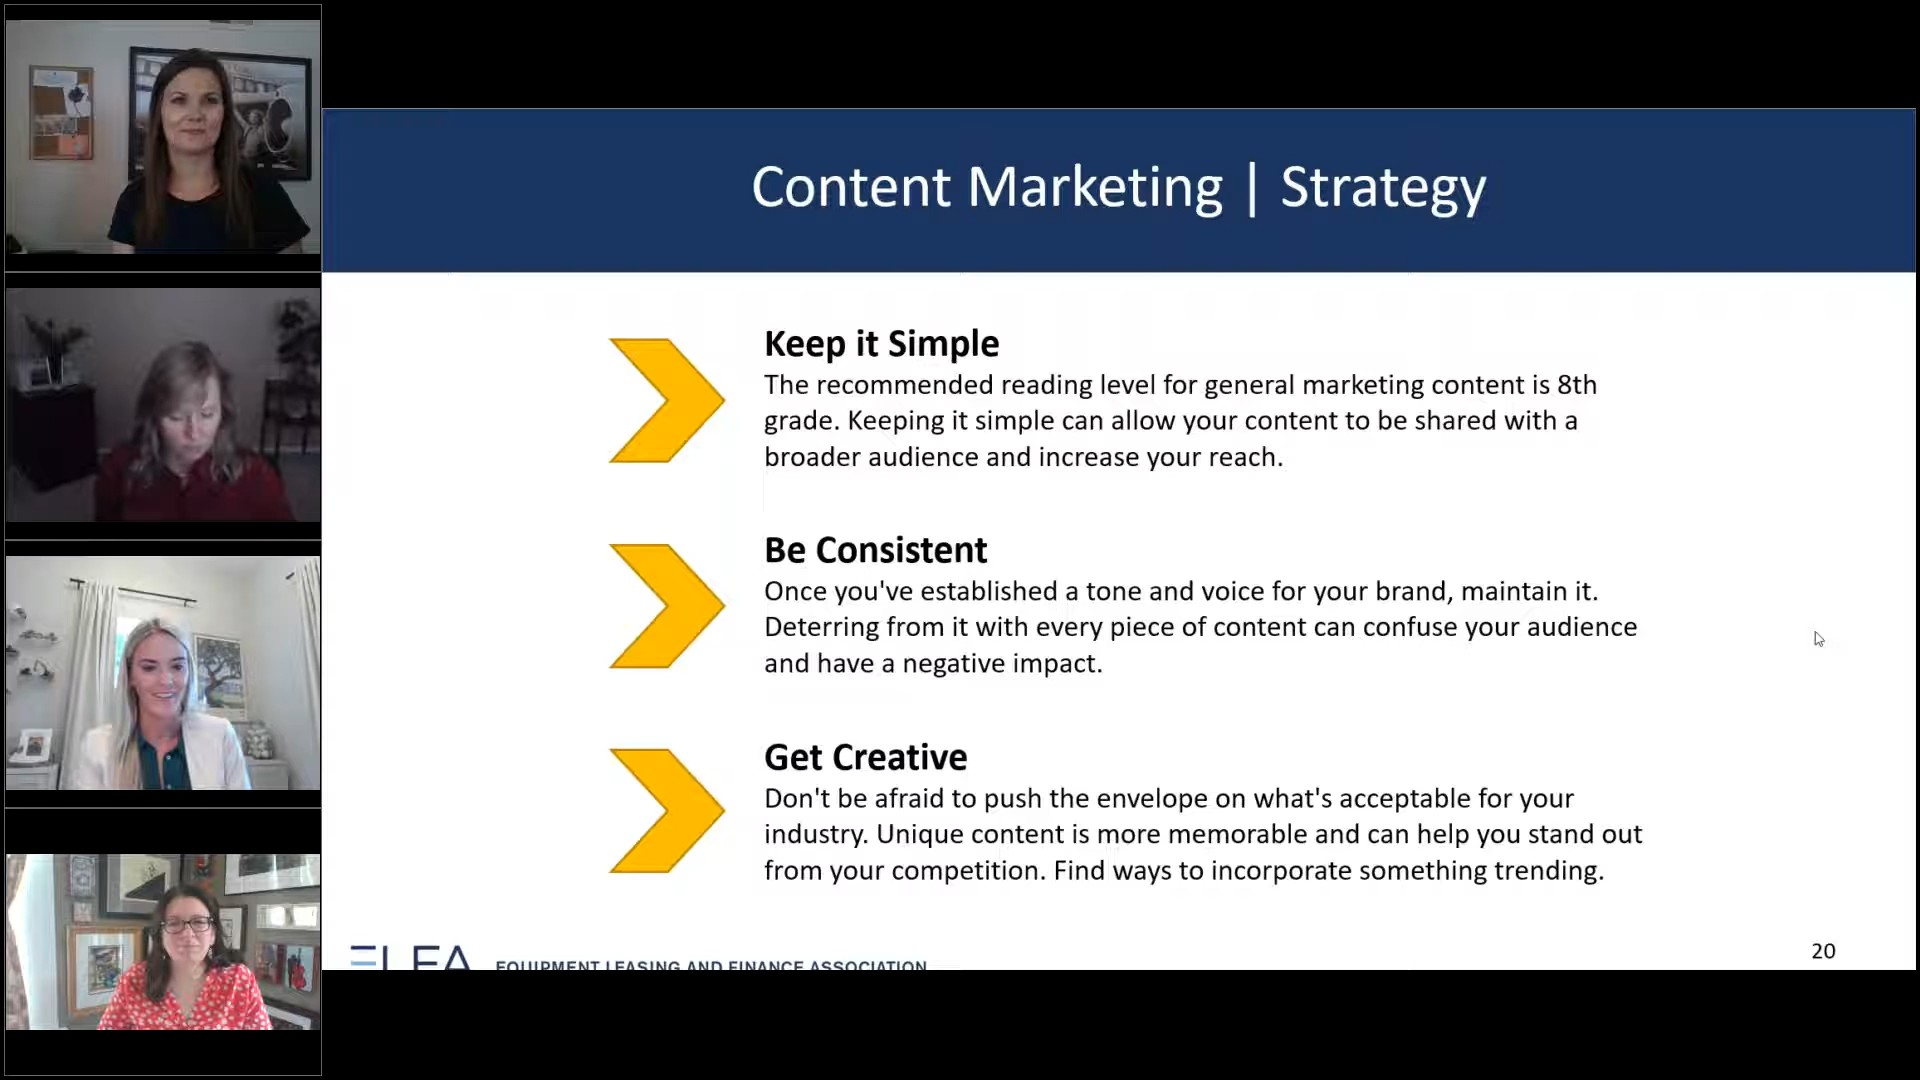 Content Marketing | Strategy
Keep it Simple
The recommended reading level for general marketing content is 8th
grade. Keeping it simple can allow your content to be shared with a
broader audience and increase your reach.
Be Consistent
Once you've established a tone and voice for your brand, maintain it.
Deterring from it with every piece of content can confuse your audience
and have a negative impact.
Get Creative
Don't be afraid to push the envelope on what's acceptable for your
industry. Unique content is more memorable and can help you stand out
from your competition. Find ways to incorporate something trending.
ELFA EQUIPMENT LEASING AND FINANCE ASSOCIATION
20